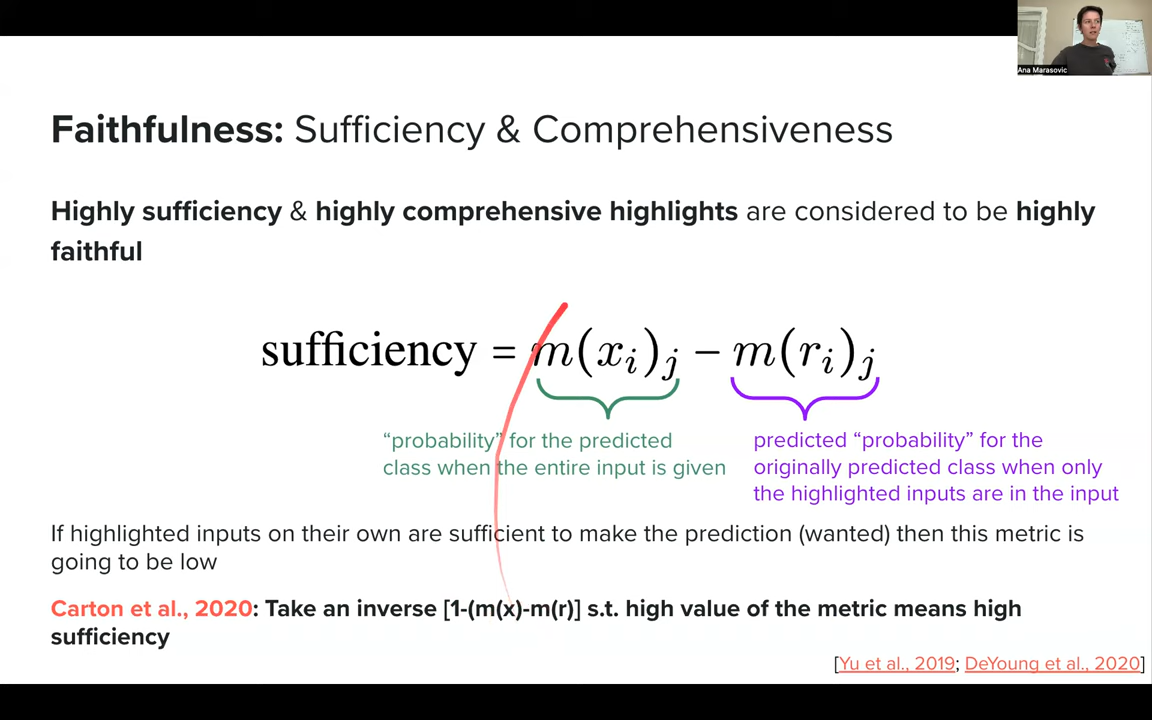 Ana Marasovic
Faithfulness: Sufficiency & Comprehensiveness
Highly sufficiency & highly comprehensive highlights are considered to be highly
faithful
sufficiency = m(xᵢ)ⱼ − m(rᵢ)ⱼ
“probability” for the predicted
class when the entire input is given
predicted “probability” for the
originally predicted class when only
the highlighted inputs are in the input
If highlighted inputs on their own are sufficient to make the prediction (wanted) then this metric is
going to be low
Carton et al., 2020: Take an inverse [1-(m(x)-m(r)] s.t. high value of the metric means high
sufficiency
[Yu et al., 2019; DeYoung et al., 2020]